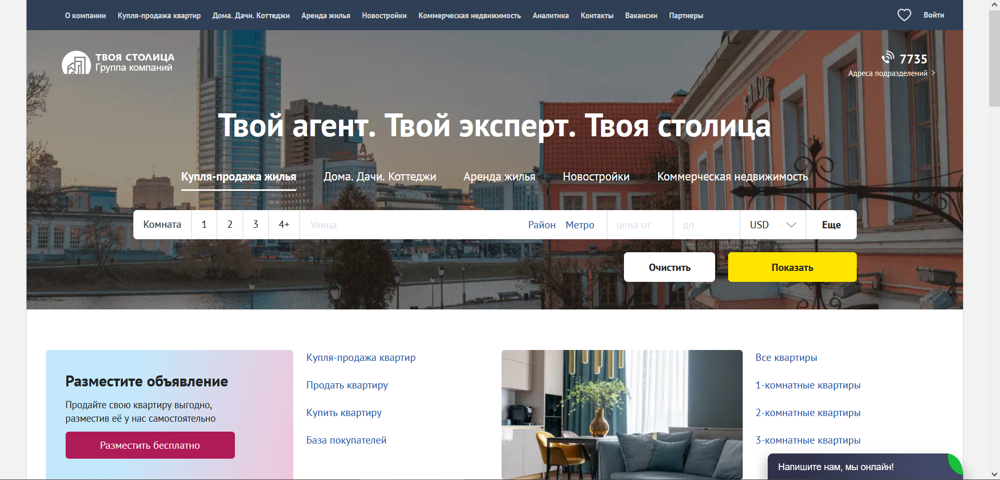 О компании Купля-продажа квартир Дома. Дачи. Коттеджи Аренда жилья Новостройки Коммерческая недвижимость Аналитика Контакты Вакансии Партнеры Войти
ТВОЯ СТОЛИЦА
Группа компаний
7735
Адреса подразделений
Твой агент. Твой эксперт. Твоя столица
Купля-продажа жилья Дома. Дачи. Коттеджи Аренда жилья Новостройки Коммерческая недвижимость
Комната 1 2 3 4+ Улица Район Метро цена от до USD Еще
Очистить Показать
Разместите объявление
Продайте свою квартиру выгодно,
разместив её у нас самостоятельно
Разместить бесплатно
Купля-продажа квартир
Продать квартиру
Купить квартиру
База покупателей
Все квартиры
1-комнатные квартиры
2-комнатные квартиры
3-комнатные квартиры
Напишите нам, мы онлайн!